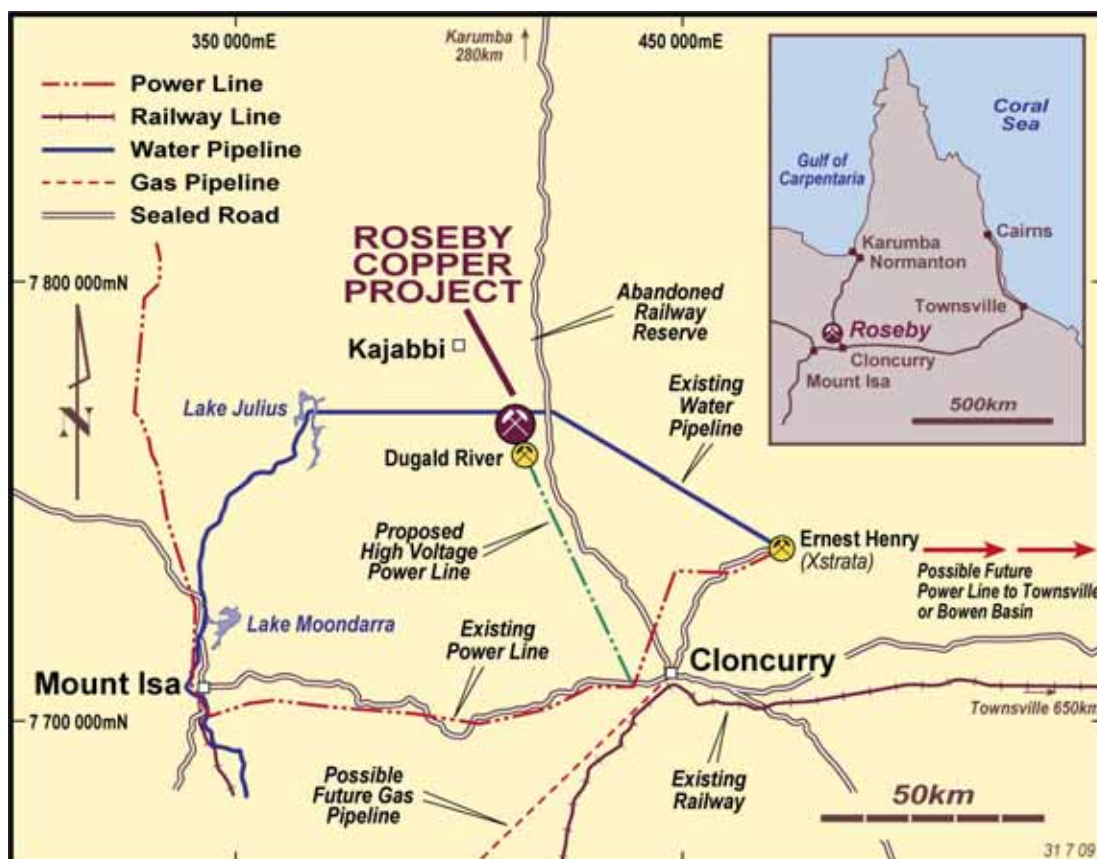 350 000mE
Karumba
280km
450 000mE
Power Line
Railway Line
Water Pipeline
Gas Pipeline
Sealed Road
Coral
Sea
Gulf of
Carpentaria
Karumba
Normanton
Cairns
Townsville
Roseby
Cloncurry
Mount Isa
500km
ROSEBY
COPPER
PROJECT
7 800 000mN
Abandoned
Railway
Reserve
Kajabbi
Lake Julius
Existing
Water
Pipeline
N
Dugald River
Proposed
High Voltage
Power Line
Ernest Henry
(Xstrata)
Possible Future
Power Line to Townsville
or Bowen Basin
Lake Moondarra
Existing
Power Line
Cloncurry
Mount Isa
7 700 000mN
Townsville 650km
Possible
Future Gas
Pipeline
Existing
Railway
50km
31 7 09